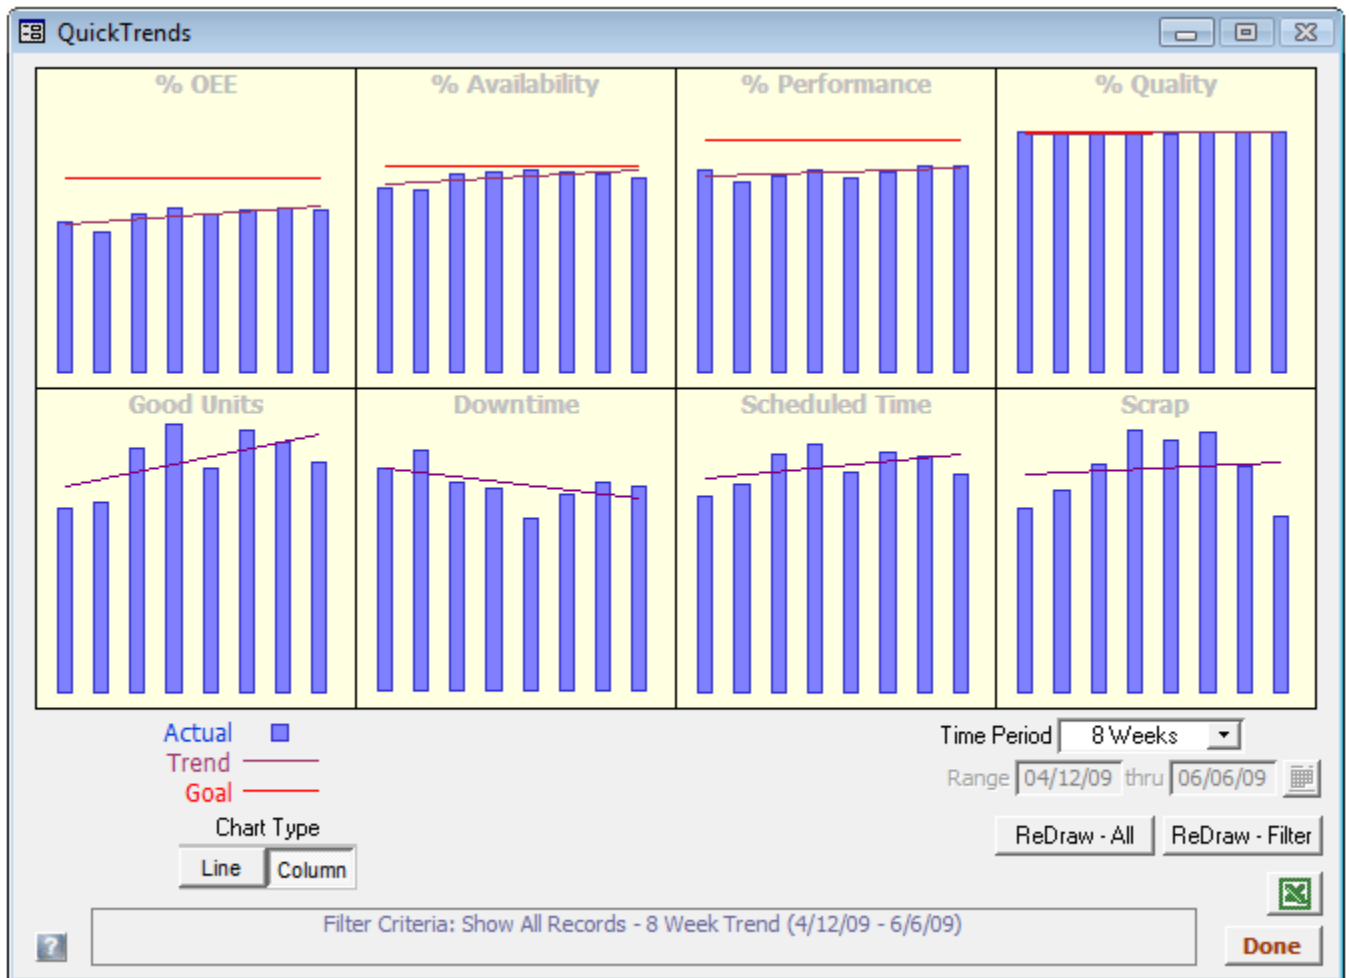 QuickTrends
% OEE
% Availability
% Performance
% Quality
Good Units
Downtime
Scheduled Time
Scrap
Actual
Trend
Goal
Chart Type
Line
Column
Time Period 8 Weeks
Range 04/12/09 thru 06/06/09
ReDraw - All
ReDraw - Filter
Filter Criteria: Show All Records - 8 Week Trend (4/12/09 - 6/6/09)
?
Done